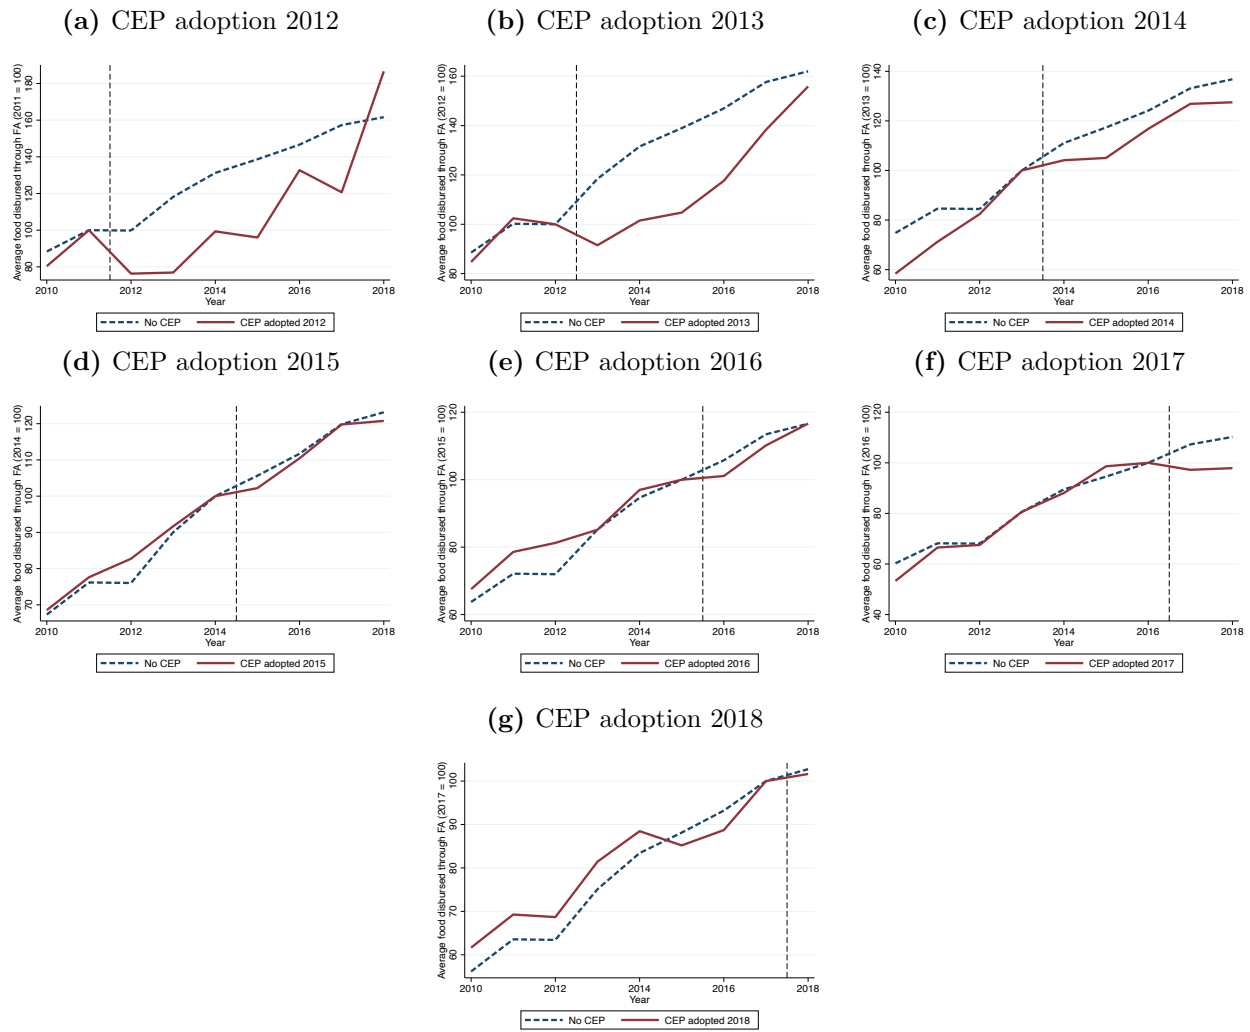 (a) CEP adoption 2012
Average food disbursed through FA (2011 = 100)
180
160
140
120
100
80
2010 2012 2014 2016 2018
Year
No CEP CEP adopted 2012
(b) CEP adoption 2013
Average food disbursed through FA (2012 = 100)
160
140
120
100
80
2010 2012 2014 2016 2018
Year
No CEP CEP adopted 2013
(c) CEP adoption 2014
Average food disbursed through FA (2013 = 100)
140
120
100
80
60
2010 2012 2014 2016 2018
Year
No CEP CEP adopted 2014
(d) CEP adoption 2015
Average food disbursed through FA (2014 = 100)
120
110
100
90
80
70
2010 2012 2014 2016 2018
Year
No CEP CEP adopted 2015
(e) CEP adoption 2016
Average food disbursed through FA (2015 = 100)
120
100
80
60
2010 2012 2014 2016 2018
Year
No CEP CEP adopted 2016
(f) CEP adoption 2017
Average food disbursed through FA (2016 = 100)
120
100
80
60
40
2010 2012 2014 2016 2018
Year
No CEP CEP adopted 2017
(g) CEP adoption 2018
Average food disbursed through FA (2017 = 100)
100
90
80
70
60
2010 2012 2014 2016 2018
Year
No CEP CEP adopted 2018